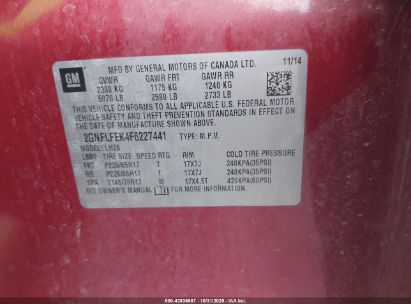 GM
MFD BY GENERAL MOTORS OF CANADA LTD.
11/14
GVWR GAWR FRT GAWR RR
2300 KG 1175 KG 1240 KG
5070 LB 2590 LB 2733 LB
THIS VEHICLE CONFORMS TO ALL APPLICABLE U.S. FEDERAL MOTOR
VEHICLE SAFETY STANDARDS IN EFFECT ON THE DATE OF
MANUFACTURE SHOWN ABOVE.
2GNFLFEK4F6227441 TYPE: M.P.V.
MODEL: LH26
TIRE SIZE SPEED RTG RIM COLD TIRE PRESSURE
FRT P225/65R17 T 17X7J 240KPA(35PSI)
RR P225/65R17 T 17X7J 240KPA(35PSI)
SPA T145/70R17 M 17X4.5T 420KPA(60PSI)
SEE OWNER'S MANUAL FOR ADDITIONAL INFORMATION.